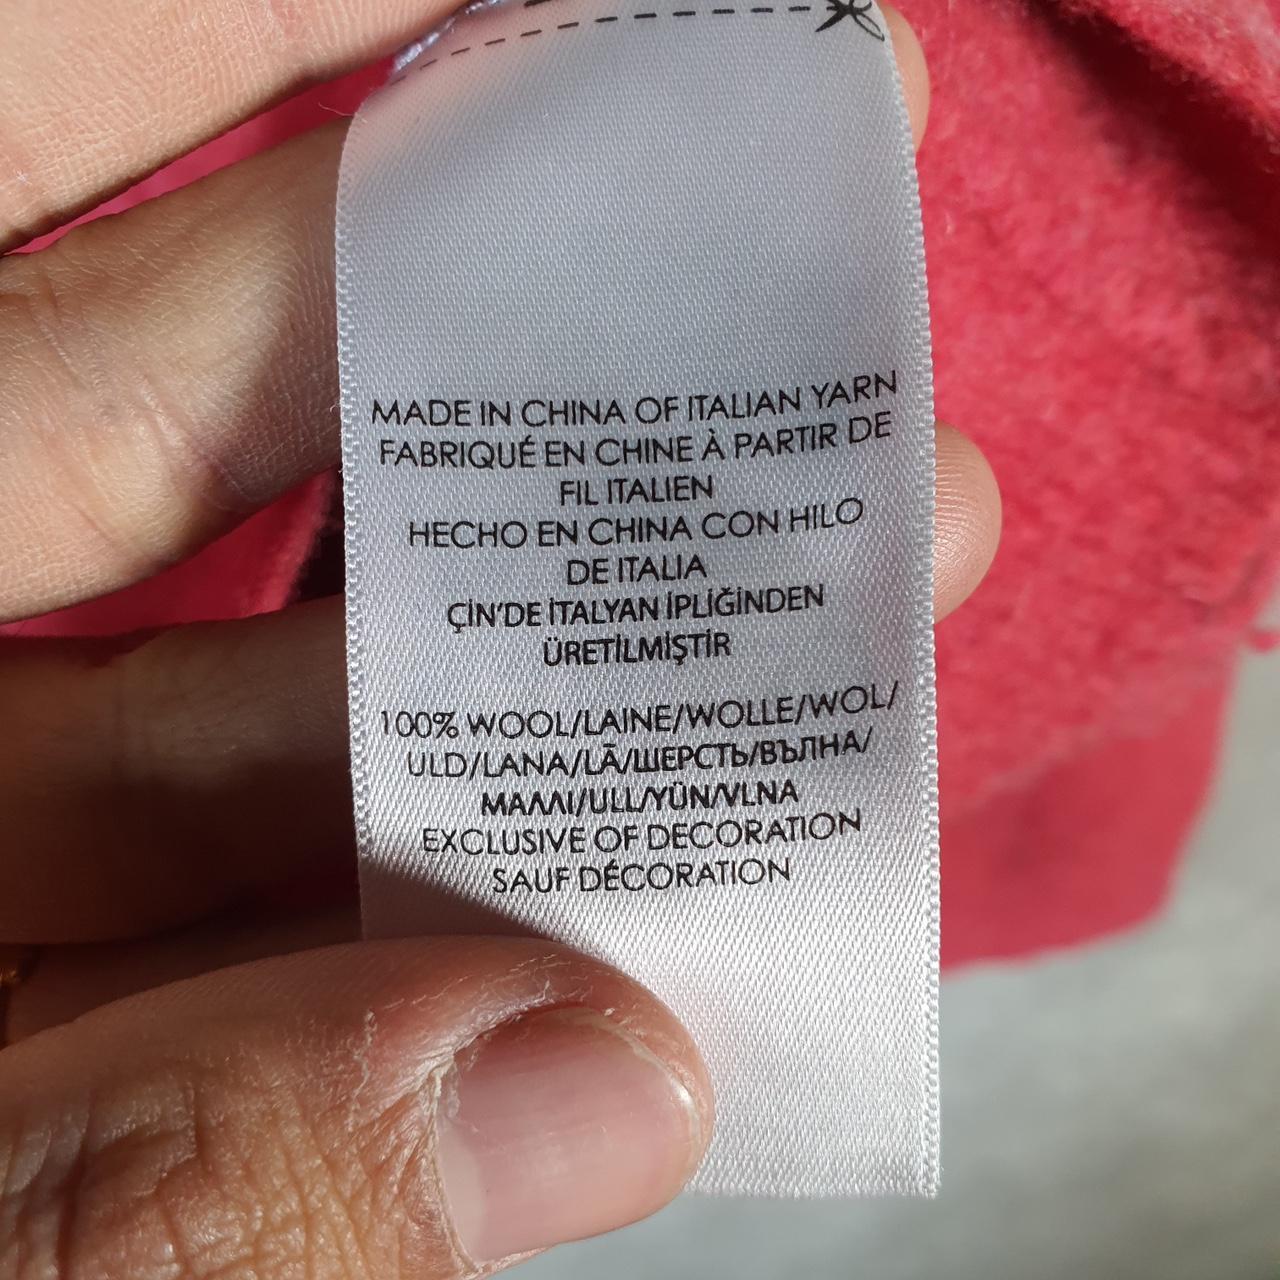 MADE IN CHINA OF ITALIAN YARN
FABRIQUÉ EN CHINE À PARTIR DE
FIL ITALIEN
HECHO EN CHINA CON HILO
DE ITALIA
ÇİN'DE İTALYAN İPLİĞİNDEN
ÜRETİLMİŞTİR
100% WOOL/LAINE/WOLLE/WOL/
ULD/LANA/LÃ/ШЕРСТЬ/ВЪЛНА/
ΜΑΛΛΙ/ULL/YÜN/VLNA
EXCLUSIVE OF DECORATION
SAUF DÉCORATION